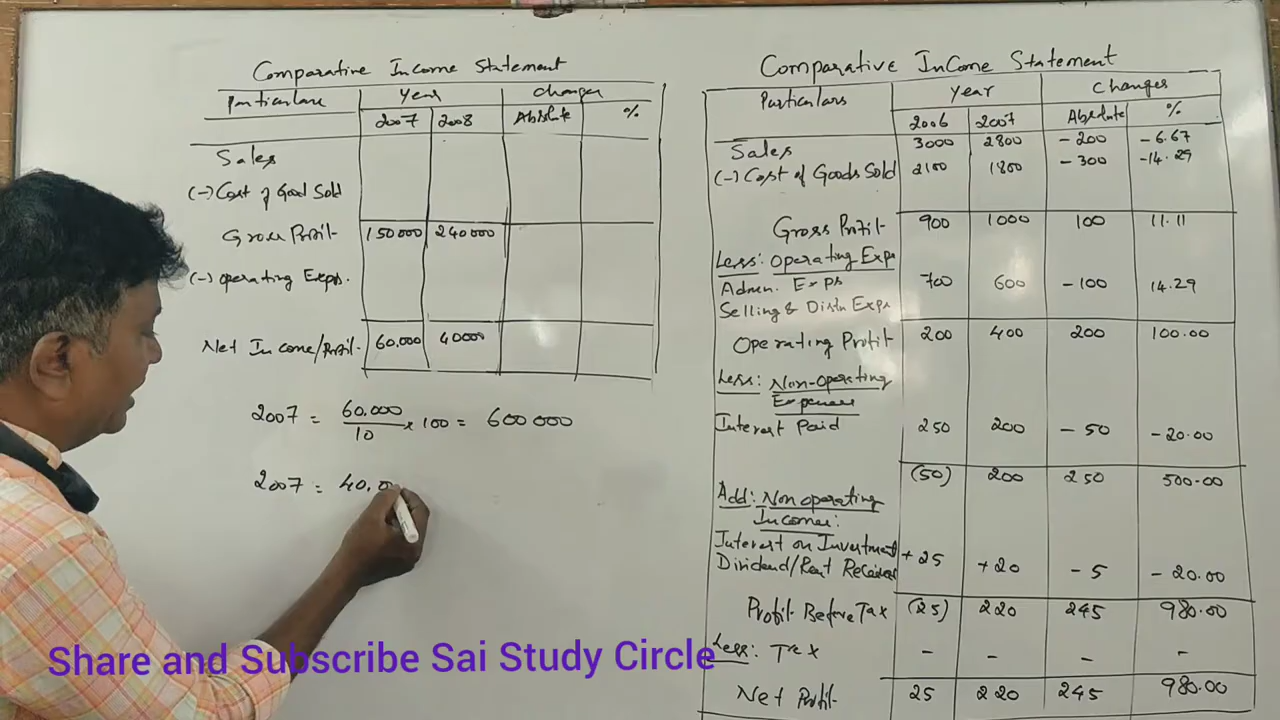 Comparative Income Statement
Particulars Year Changes
2007 2008 Absolute %
Sales
(-) Cost of Good Sold
Gross Profit 150000 240000
(-) operating Exps.
Net Income/Profit. 60.000 40000
2007 = 60.000/10 × 100 = 600000
2007 = 40.0
Comparative Income Statement
Particulars Year Changes
2006 2007 Absolute %
Sales 3000 2800 -200 -6.67
(-) Cost of Goods Sold 2100 1800 -300 -14.29
Gross Profit 900 1000 100 11.11
Less: Operating Exps
Admn. Exps 700 600 -100 14.29
Selling & Distn Exps
Operating Profit 200 400 200 100.00
Less: Non-Operating
Expenses
Interest Paid 250 200 -50 -20.00
(50) 200 250 500.00
Add: Non operating
Incomes:
Interest on Investment
Dividend/Rent Received +25 +20 -5 -20.00
Profit Before Tax (25) 220 245 980.00
Less: Tax - - - -
Net Profit 25 220 245 980.00
Share and Subscribe Sai Study Circle